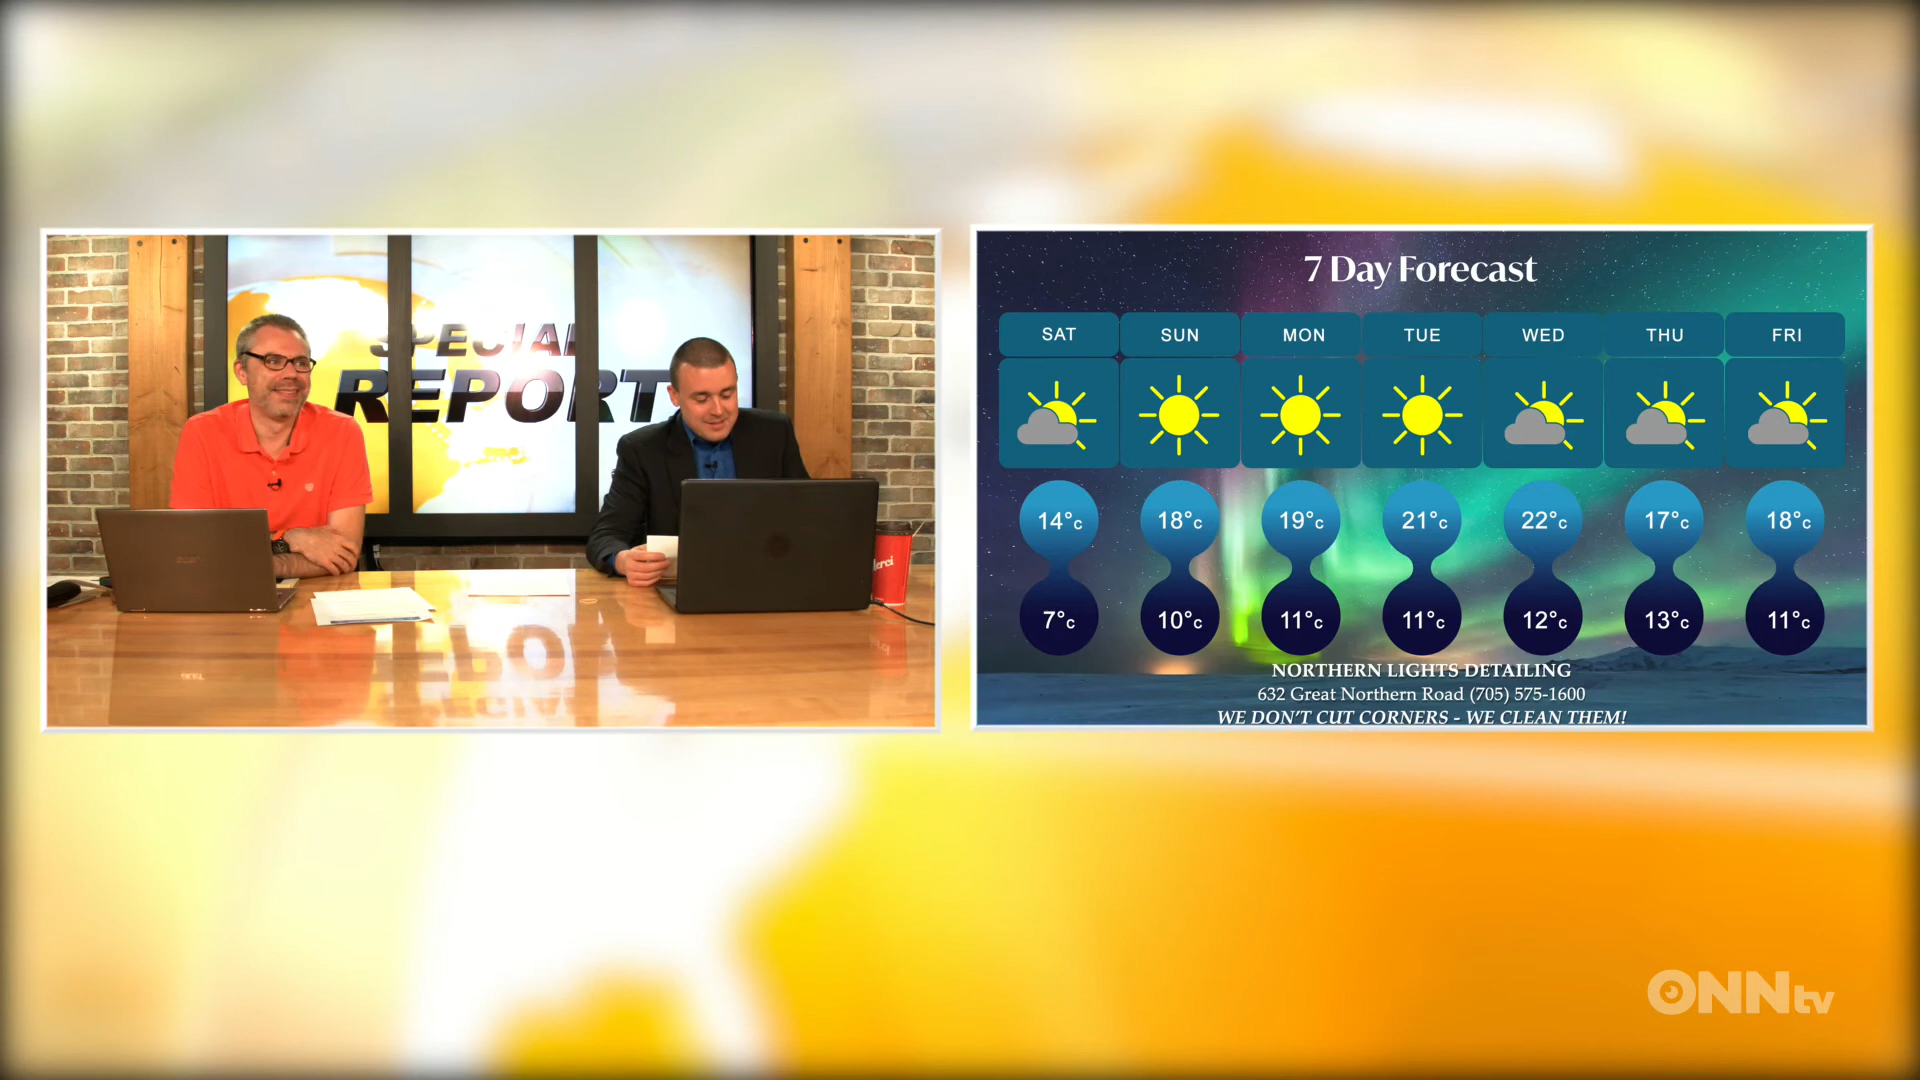 SPECIAL
REPORT
Merci
7 Day Forecast
SAT SUN MON TUE WED THU FRI
14°c 18°c 19°c 21°c 22°c 17°c 18°c
7°c 10°c 11°c 11°c 12°c 13°c 11°c
NORTHERN LIGHTS DETAILING
632 Great Northern Road (705) 575-1600
WE DON'T CUT CORNERS - WE CLEAN THEM!
ONNtv